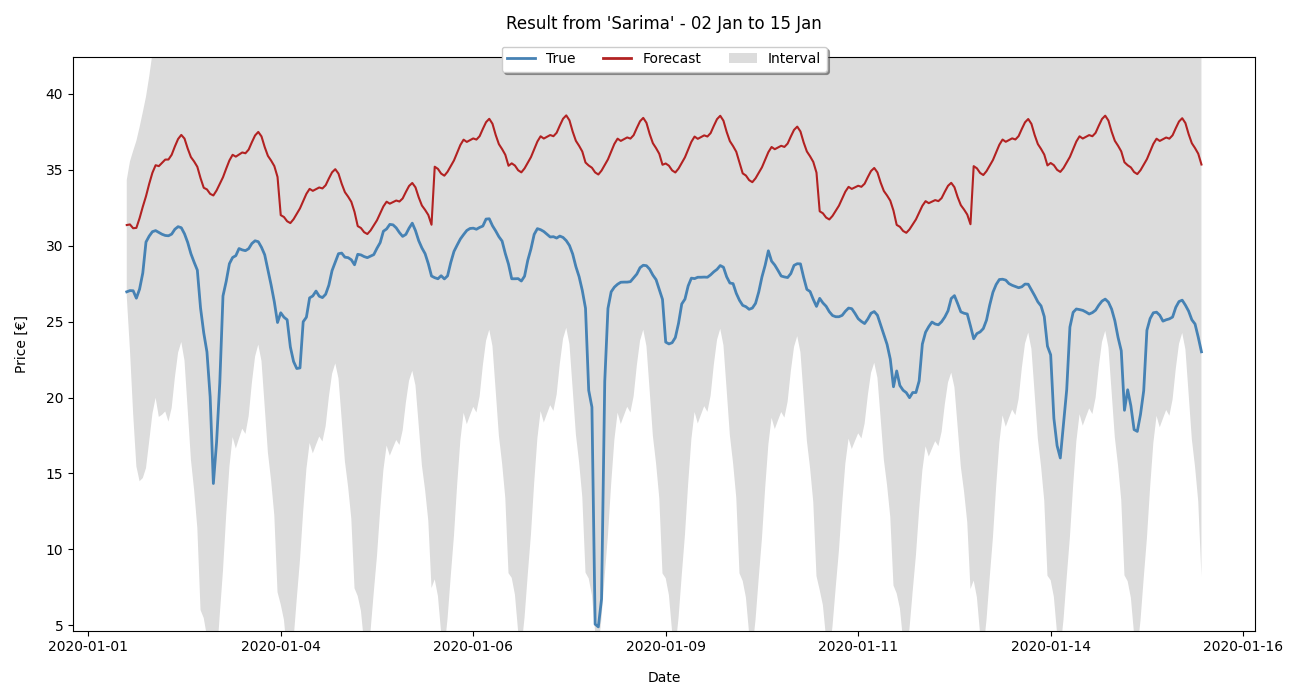 Result from 'Sarima' - 02 Jan to 15 Jan
True Forecast Interval
40
35
30
25
20
15
10
5
Price [€]
2020-01-01 2020-01-04 2020-01-06 2020-01-09 2020-01-11 2020-01-14 2020-01-16
Date